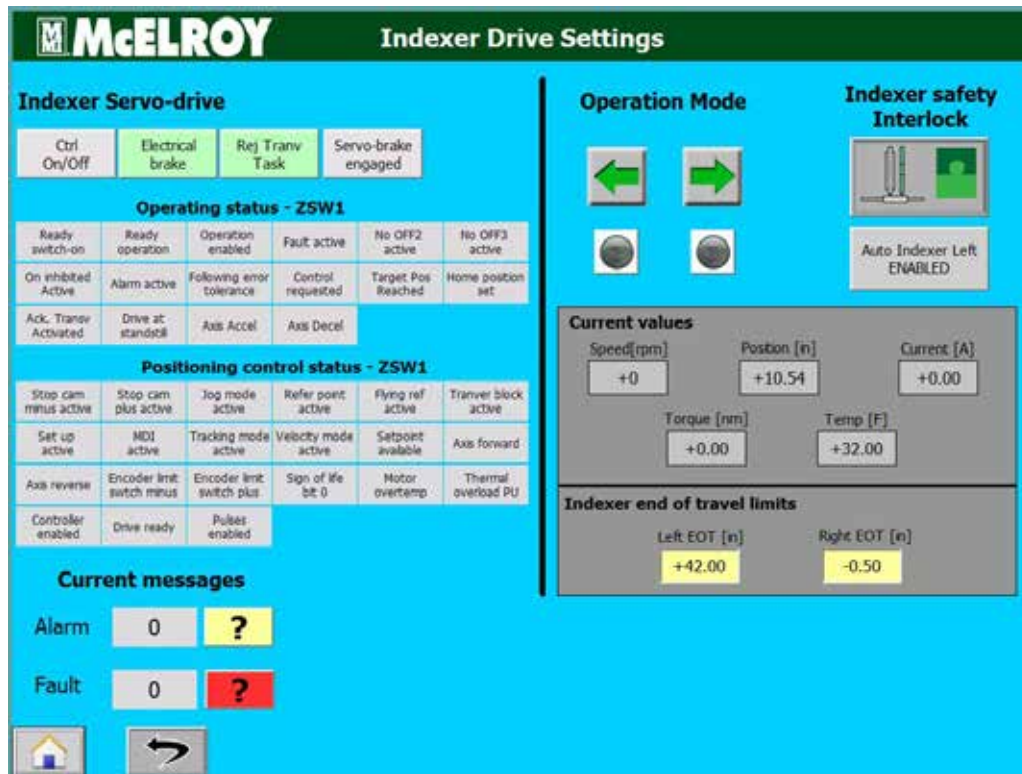 McELROY
Indexer Drive Settings
Indexer Servo-drive
Ctrl
On/Off
Electrical
brake
Rej Tranv
Task
Servo-brake
engaged
Operating status - ZSW1
Ready
switch-on
Ready
operation
Operation
enabled
Fault active
No OFF2
active
No OFF3
active
On inhibited
Active
Alarm active
Following error
tolerance
Control
requested
Target Pos
Reached
Home position
set
Ack. Transv
Activated
Drive at
standstill
Axis Accel
Axis Decel
Positioning control status - ZSW1
Stop cam
minus active
Stop cam
plus active
Jog mode
active
Refer point
active
Flying ref
active
Tranver block
active
Set up
active
MDI
active
Tracking mode
active
Velocity mode
active
Setpoint
available
Axis forward
Axis reverse
Encoder limit
swtch minus
Encoder limit
switch plus
Sign of life
bit 0
Motor
overtemp
Thermal
overload PU
Controller
enabled
Drive ready
Pulses
enabled
Current messages
Alarm
0
?
Fault
0
?
Operation Mode
Indexer safety
Interlock
Auto Indexer Left
ENABLED
Current values
Speed[rpm]
Position [in]
Current [A]
+0
+10.54
+0.00
Torque [nm]
Temp [F]
+0.00
+32.00
Indexer end of travel limits
Left EOT [in]
Right EOT [in]
+42.00
-0.50